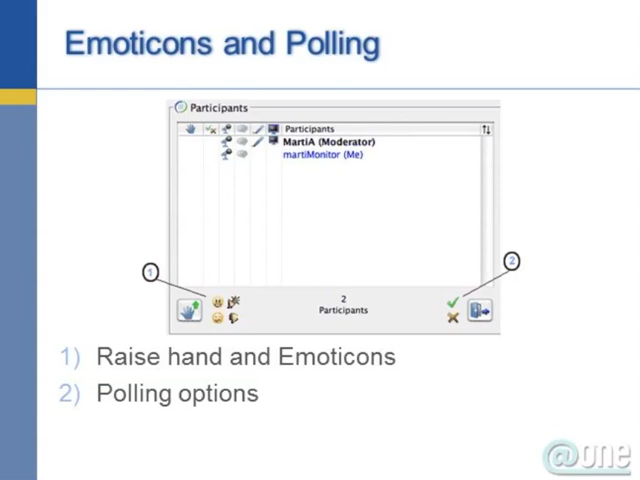 Emoticons and Polling
Participants
Participants
MartiA (Moderator)
martiMonitor (Me)
1
2
2
Participants
1) Raise hand and Emoticons
2) Polling options
@one